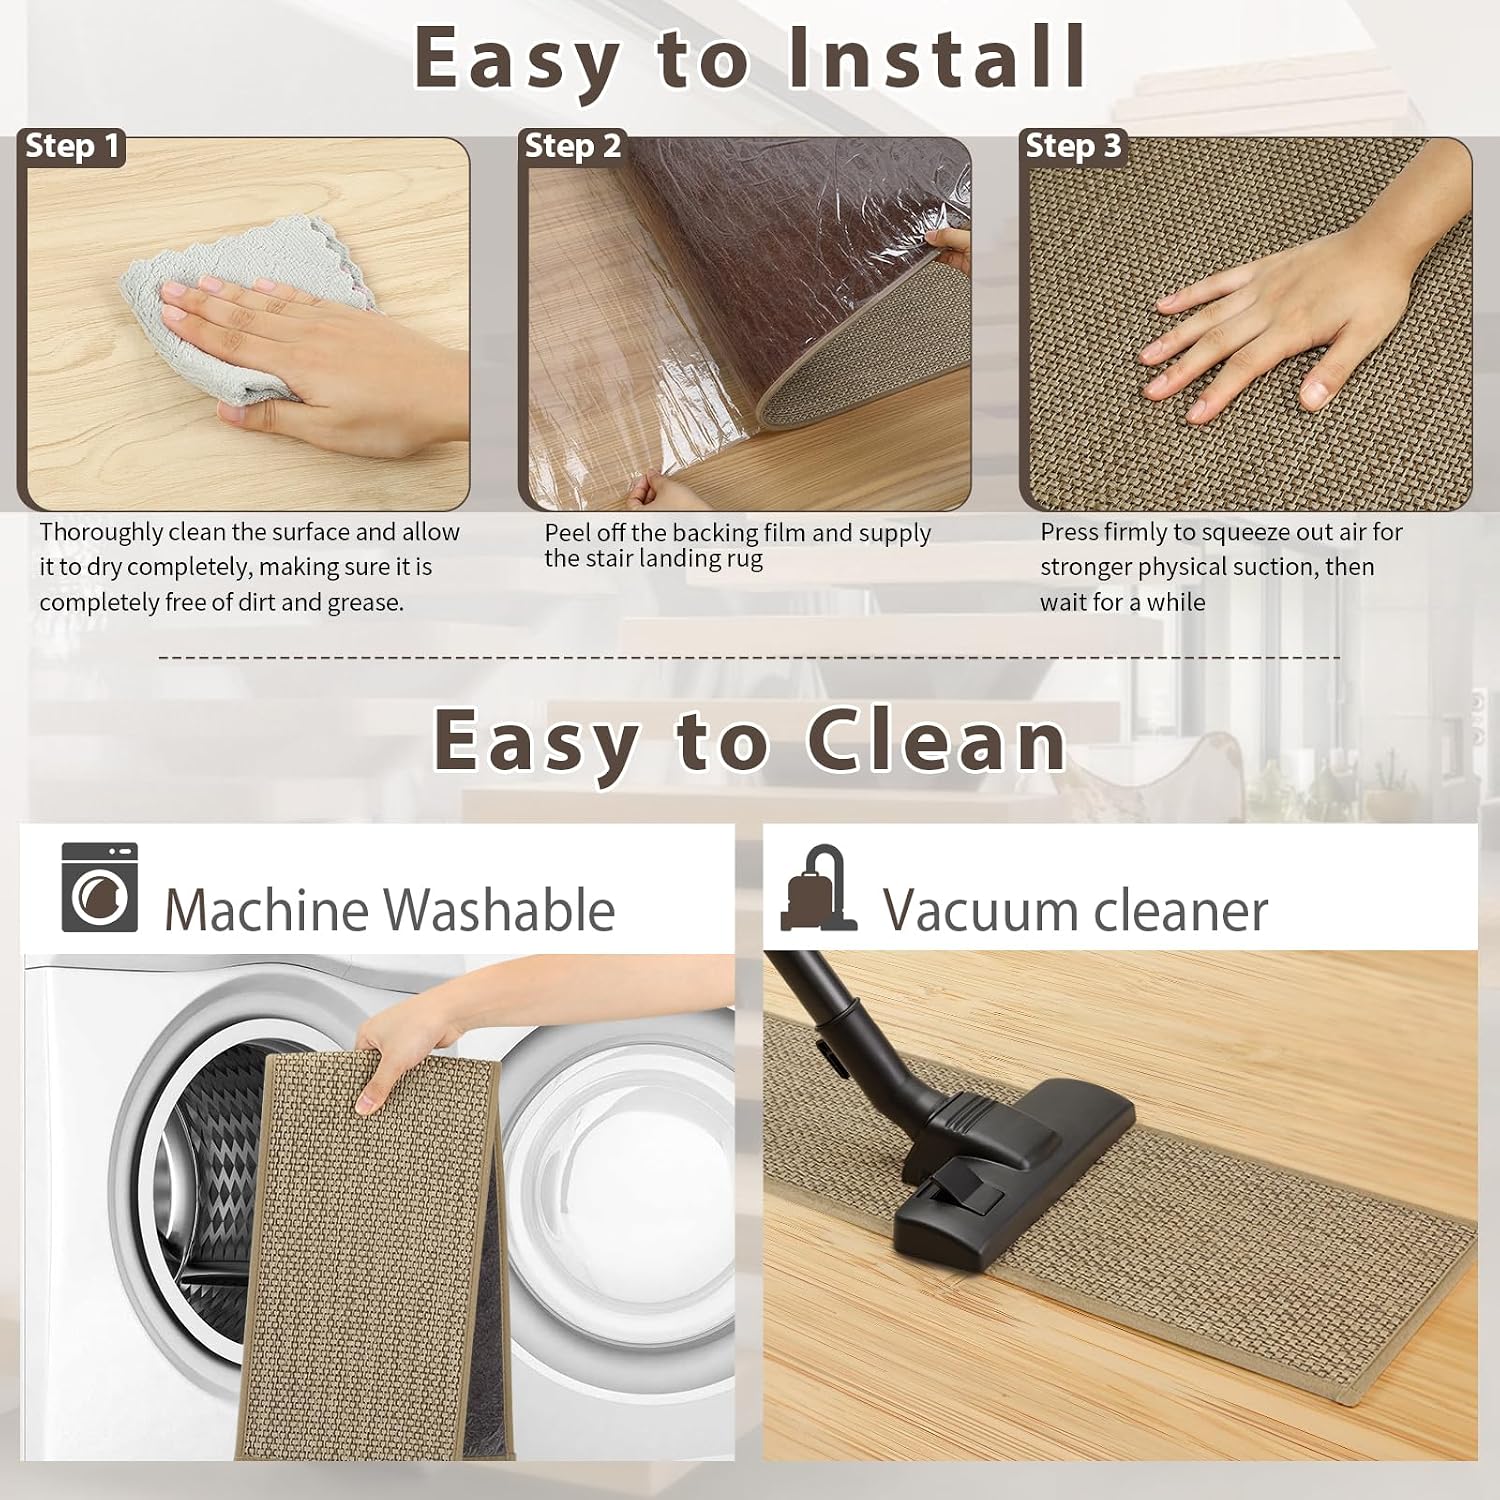 Easy to Install
Step 1
Step 2
Step 3
Thoroughly clean the surface and allow
it to dry completely, making sure it is
completely free of dirt and grease.
Peel off the backing film and supply
the stair landing rug
Press firmly to squeeze out air for
stronger physical suction, then
wait for a while
Easy to Clean
Machine Washable
Vacuum cleaner